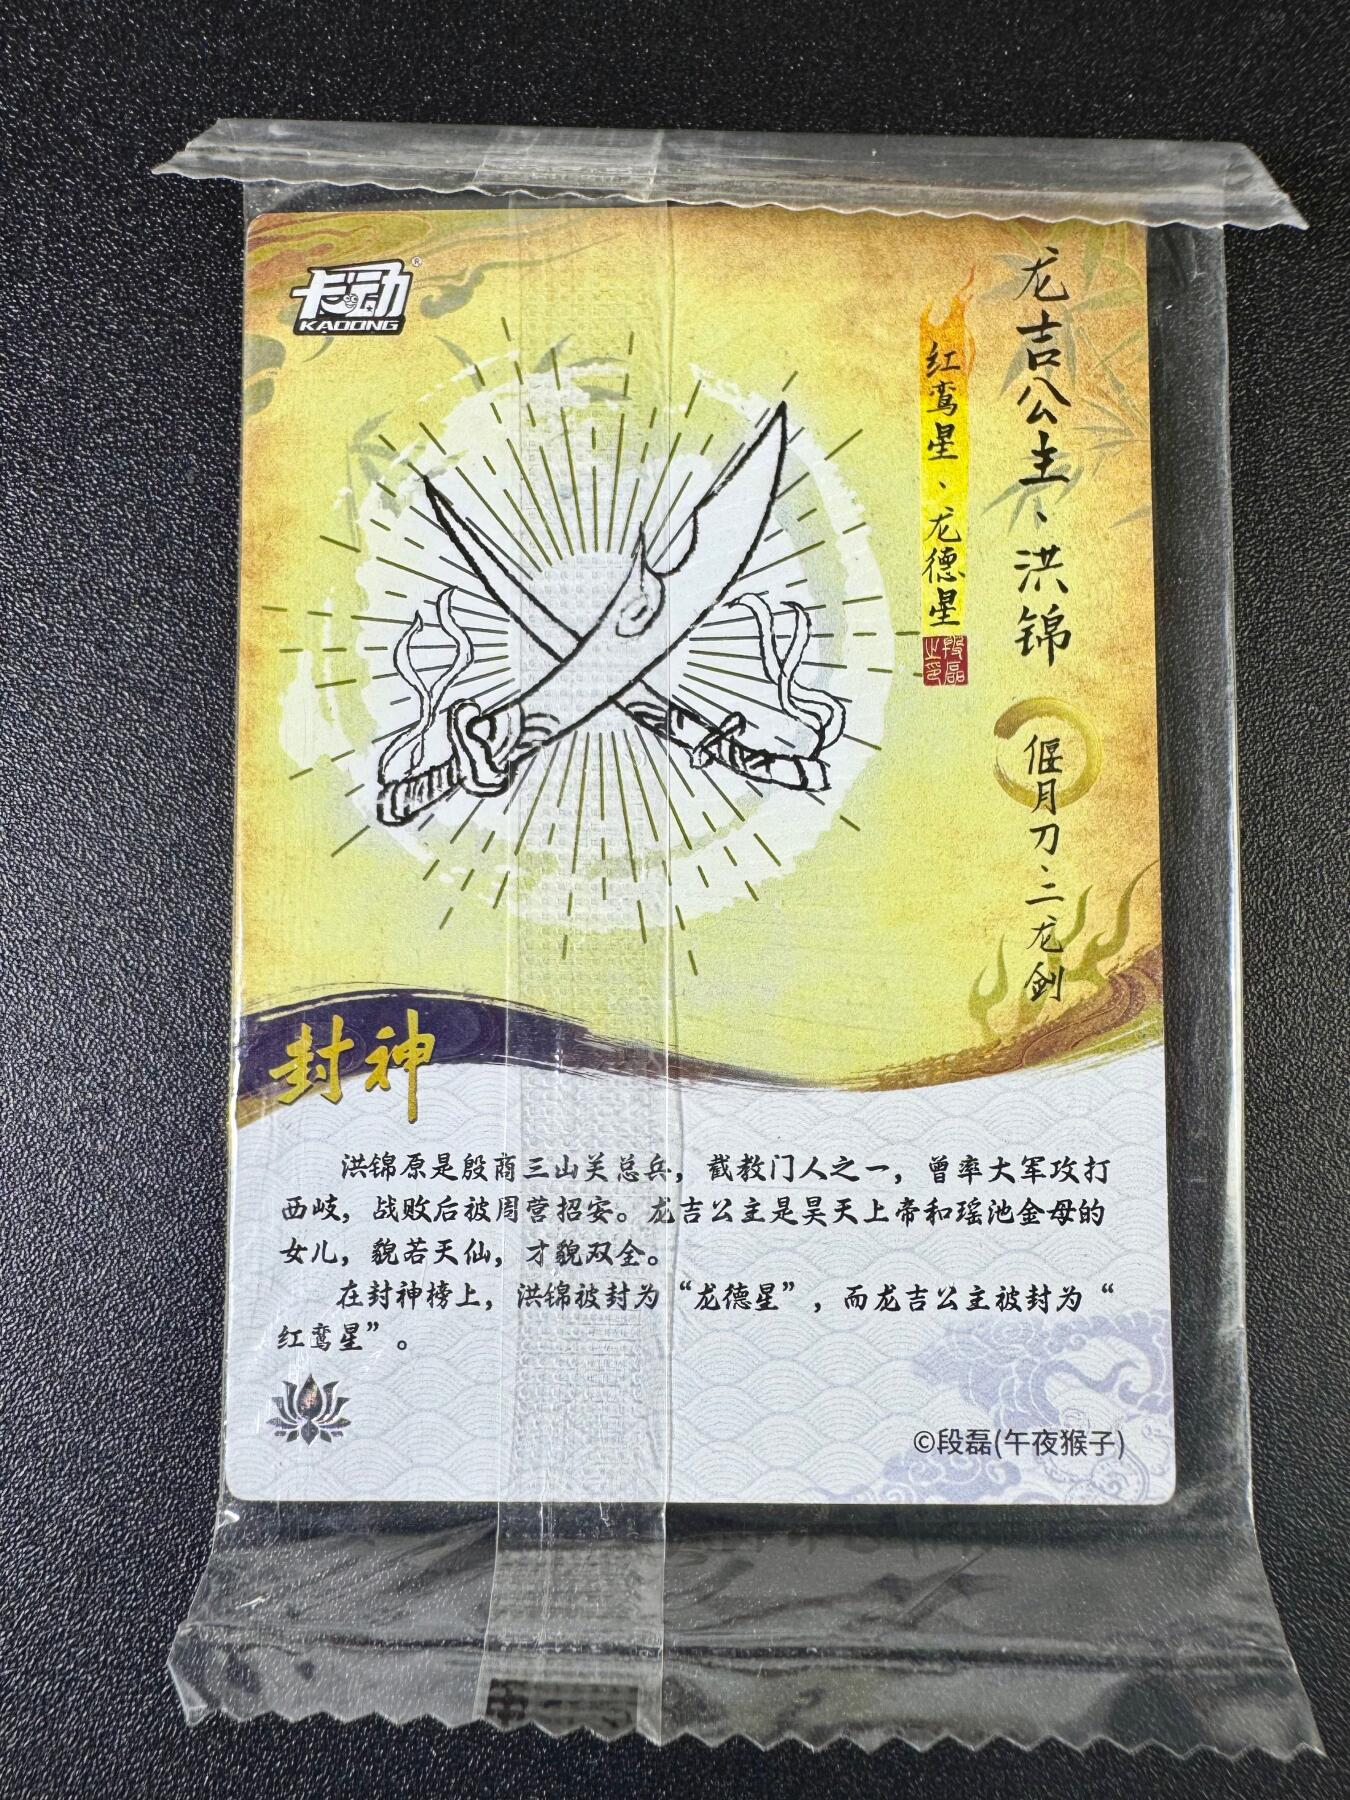 卡动®
KADONG
龙吉公主、洪锦
红鸾星、龙德星
段磊之印
偃月刀、二龙剑
封神
洪锦原是殷商三山关总兵，截教门人之一，曾率大军攻打
西岐，战败后被周营招安。龙吉公主是昊天上帝和瑶池金母的
女儿，貌若天仙，才貌双全。
在封神榜上，洪锦被封为“龙德星”，而龙吉公主被封为“
红鸾星”。
©段磊(午夜猴子)